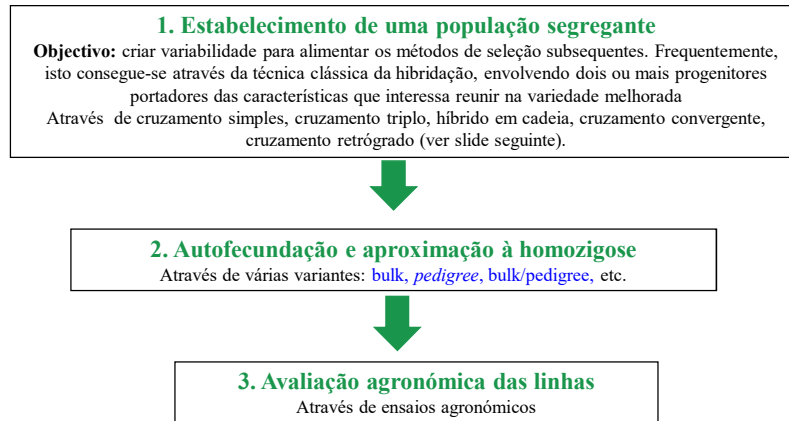 1. Estabelecimento de uma população segregante
Objectivo: criar variabilidade para alimentar os métodos de seleção subsequentes. Frequentemente,
isto consegue-se através da técnica clássica da hibridação, envolvendo dois ou mais progenitores
portadores das características que interessa reunir na variedade melhorada
Através de cruzamento simples, cruzamento triplo, híbrido em cadeia, cruzamento convergente,
cruzamento retrógrado (ver slide seguinte).
2. Autofecundação e aproximação à homozigose
Através de várias variantes: bulk, pedigree, bulk/pedigree, etc.
3. Avaliação agronómica das linhas
Através de ensaios agronómicos